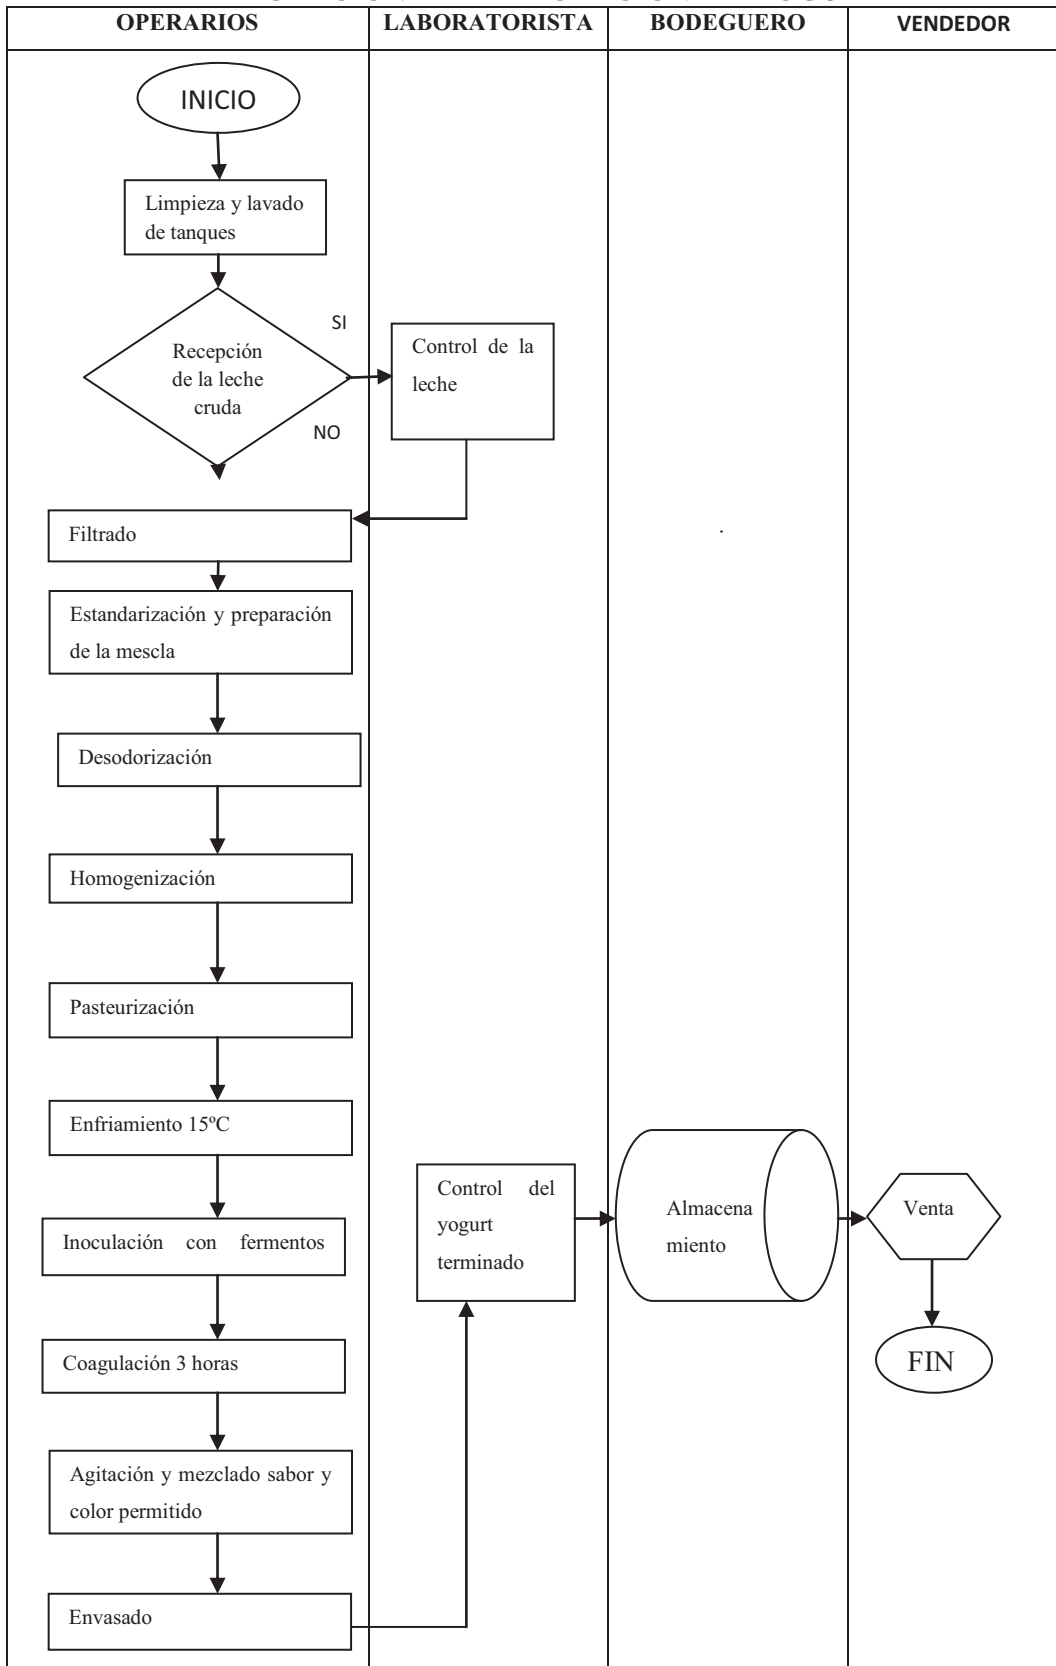 OPERARIOS
LABORATORISTA
BODEGUERO
VENDEDOR
INICIO
Limpieza y lavado
de tanques
SI
Recepción
de la leche
cruda
NO
Control de la
leche
Filtrado
Estandarización y preparación
de la mescla
Desodorización
Homogenización
Pasteurización
Enfriamiento 15ºC
Inoculación con fermentos
Coagulación 3 horas
Agitación y mezclado sabor y
color permitido
Envasado
Control del
yogurt
terminado
Almacena
miento
Venta
FIN